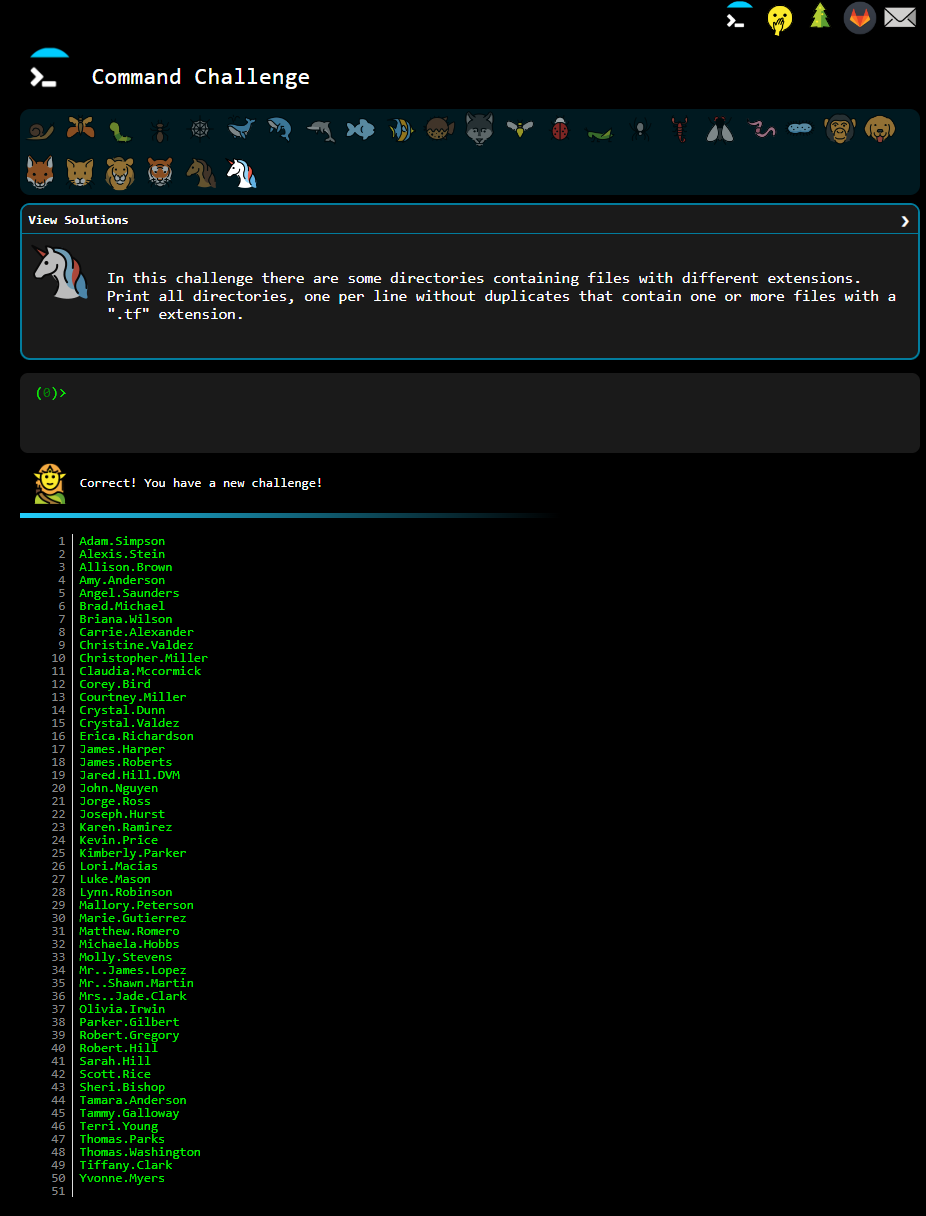 Command Challenge
View Solutions
In this challenge there are some directories containing files with different extensions.
Print all directories, one per line without duplicates that contain one or more files with a
".tf" extension.
(0)>
Correct! You have a new challenge!
1 Adam.Simpson
2 Alexis.Stein
3 Allison.Brown
4 Amy.Anderson
5 Angel.Saunders
6 Brad.Michael
7 Briana.Wilson
8 Carrie.Alexander
9 Christine.Valdez
10 Christopher.Miller
11 Claudia.Mccormick
12 Corey.Bird
13 Courtney.Miller
14 Crystal.Dunn
15 Crystal.Valdez
16 Erica.Richardson
17 James.Harper
18 James.Roberts
19 Jared.Hill.DVM
20 John.Nguyen
21 Jorge.Ross
22 Joseph.Hurst
23 Karen.Ramirez
24 Kevin.Price
25 Kimberly.Parker
26 Lori.Macias
27 Luke.Mason
28 Lynn.Robinson
29 Mallory.Peterson
30 Marie.Gutierrez
31 Matthew.Romero
32 Michaela.Hobbs
33 Molly.Stevens
34 Mr..James.Lopez
35 Mr..Shawn.Martin
36 Mrs..Jade.Clark
37 Olivia.Irwin
38 Parker.Gilbert
39 Robert.Gregory
40 Robert.Hill
41 Sarah.Hill
42 Scott.Rice
43 Sheri.Bishop
44 Tamara.Anderson
45 Tammy.Galloway
46 Terri.Young
47 Thomas.Parks
48 Thomas.Washington
49 Tiffany.Clark
50 Yvonne.Myers
51